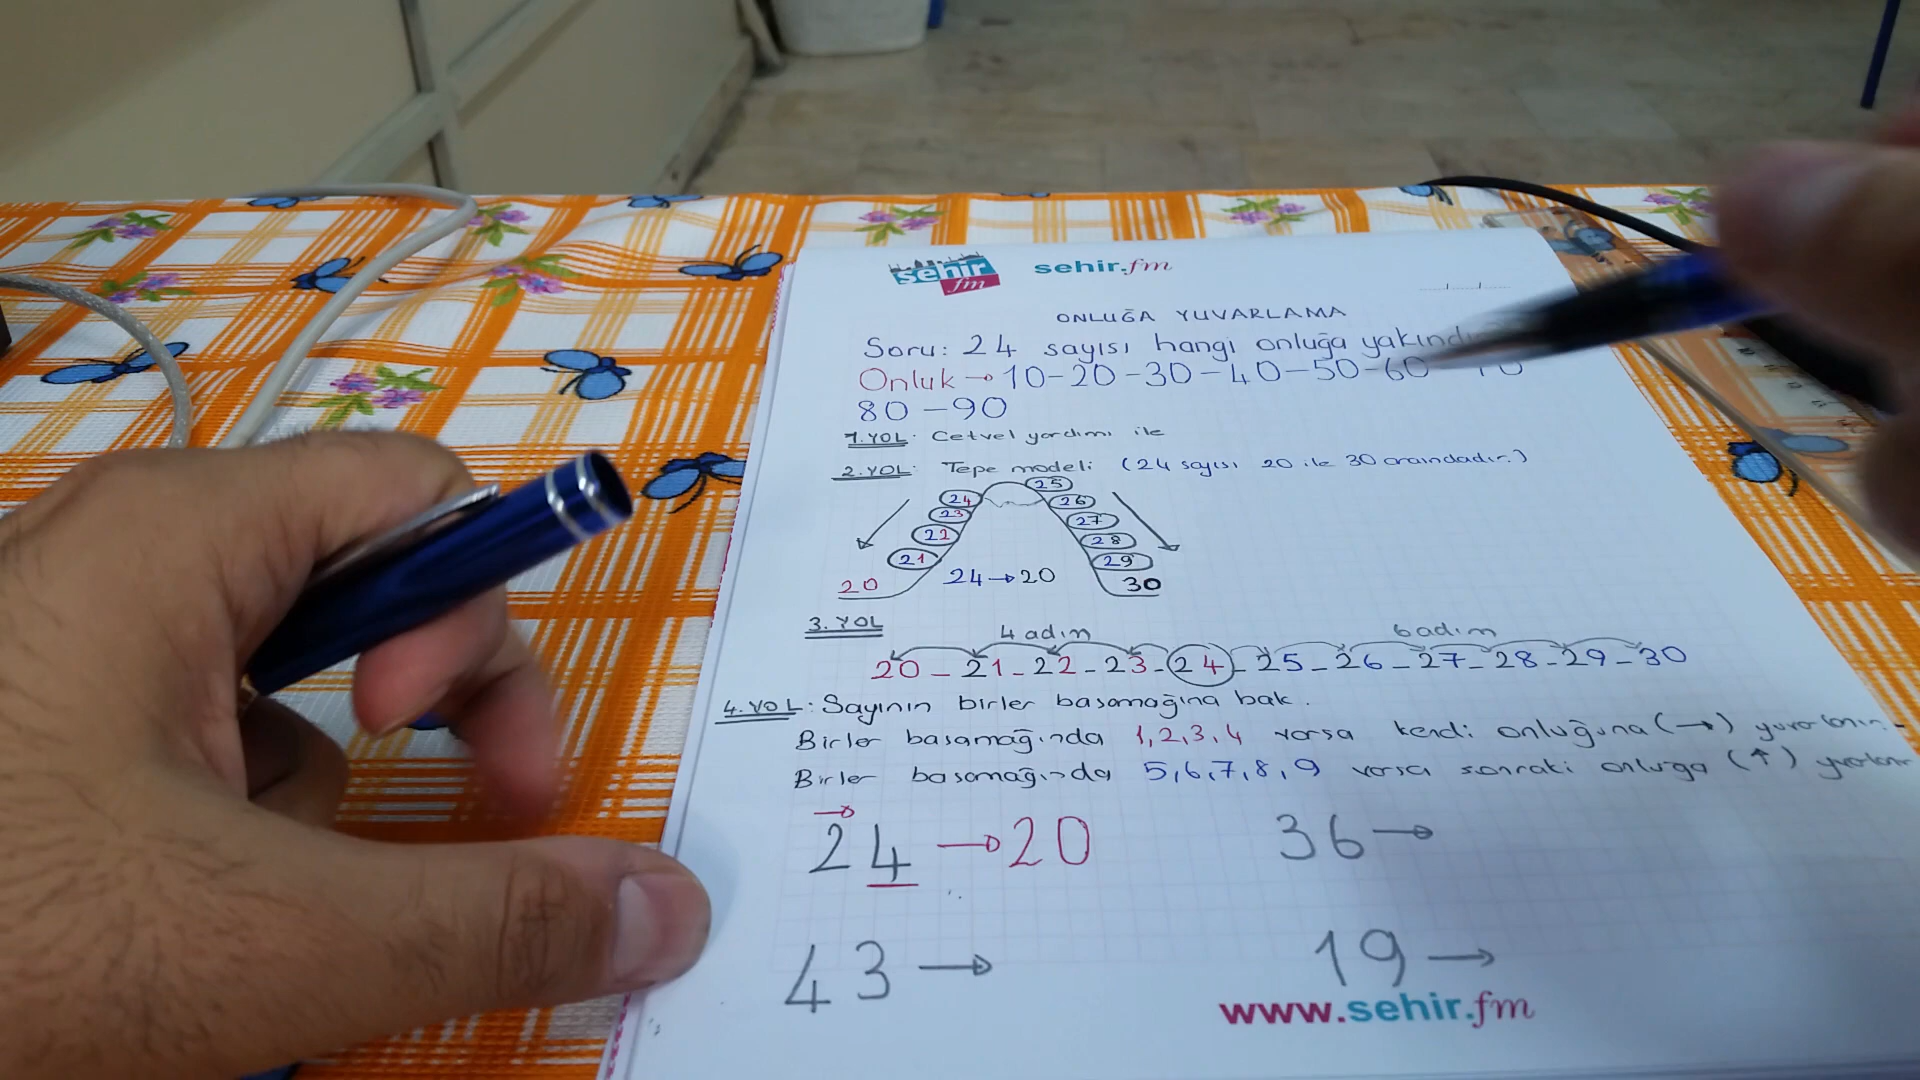 sehir fm
sehir.fm
ONLUĞA YUVARLAMA
Soru: 24 sayısı hangi onluğa
Onluk → 10-20-30-40-50-60
80-90
1.YOL: Cetvel yardımı ile
2.YOL: Tepe modeli (24 sayısı 20 ile 30 arasındadır.)
24 25
23 26
22 27
21 28
20 29
24→20 30
3.YOL
4 adım 6 adım
20-21-22-23-24-25-26-27-28-29-30
4.YOL: Sayının birler basamağına bak.
Birler basamağında 1,2,3,4 varsa kendi onluğuna (→) yuvarlanır.
Birler basamağında 5,6,7,8,9 varsa sonraki onluğa (↑)
24→20 36→
43→ 19→
www.sehir.fm